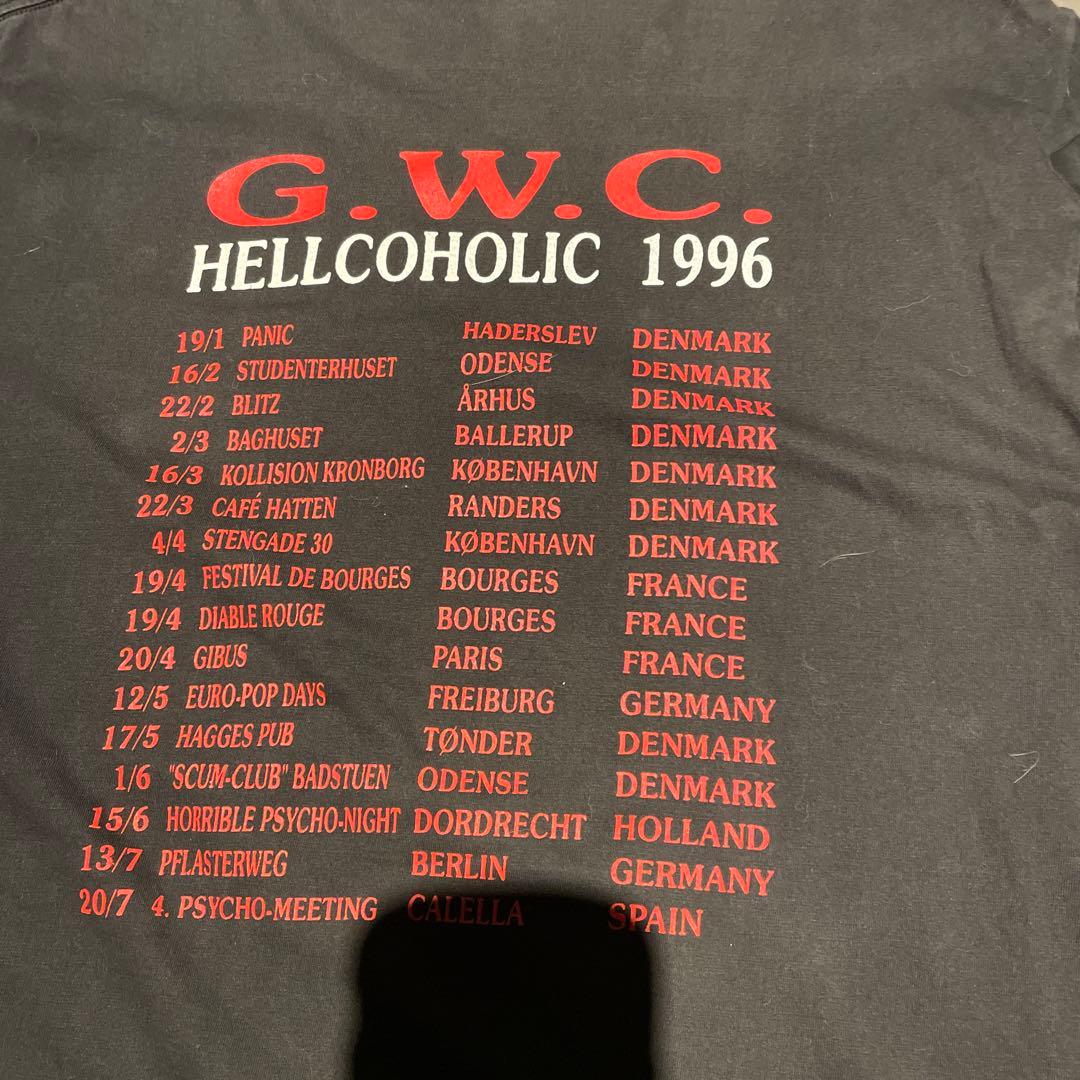 G.W.C.
HELLCOHOLIC 1996
19/1 PANIC HADERSLEV DENMARK
16/2 STUDENTERHUSET ODENSE DENMARK
22/2 BLITZ ÅRHUS DENMARK
2/3 BAGHUSET BALLERUP DENMARK
16/3 KOLLISION KRONBORG KØBENHAVN DENMARK
22/3 CAFÉ HATTEN RANDERS DENMARK
4/4 STENGADE 30 KØBENHAVN DENMARK
19/4 FESTIVAL DE BOURGES BOURGES FRANCE
19/4 DIABLE ROUGE BOURGES FRANCE
20/4 GIBUS PARIS FRANCE
12/5 EURO-POP DAYS FREIBURG GERMANY
17/5 HAGGES PUB TØNDER DENMARK
1/6 "SCUM-CLUB" BADSTUEN ODENSE DENMARK
15/6 HORRIBLE PSYCHO-NIGHT DORDRECHT HOLLAND
13/7 PFLASTERWEG BERLIN GERMANY
20/7 4. PSYCHO-MEETING CALELLA SPAIN